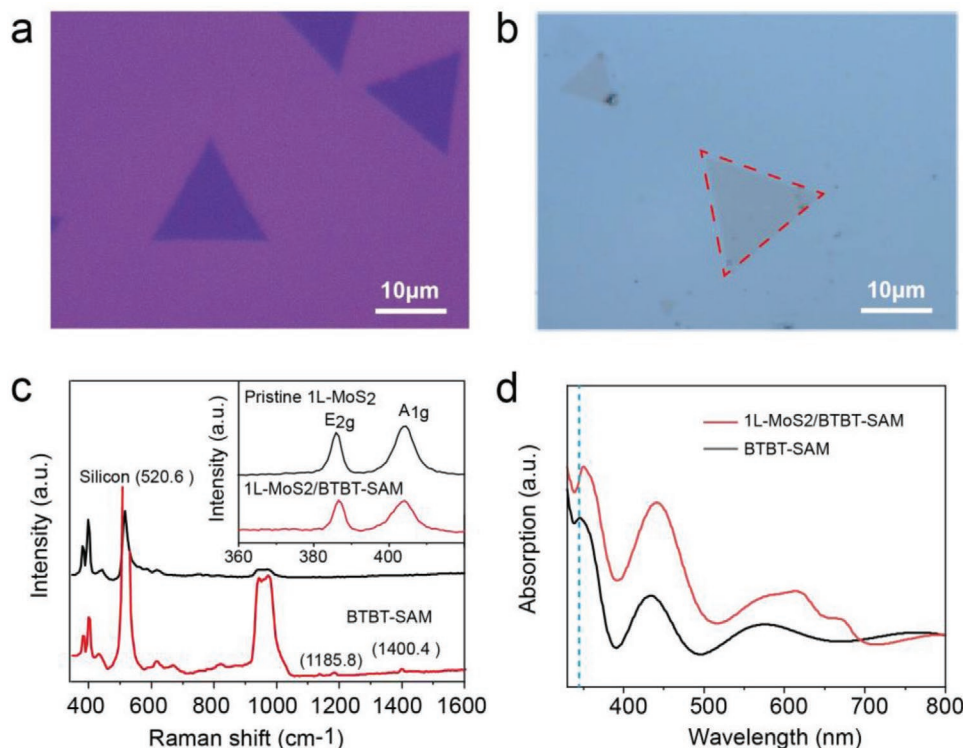 a
b
10μm
10μm
c
d
Pristine 1L-MoS2
E2g
A1g
1L-MoS2/BTBT-SAM
Intensity (a.u.)
360
380
400
Silicon (520.6 )
BTBT-SAM
(1185.8)
(1400.4 )
Intensity (a.u.)
400
600
800
1000
1200
1400
1600
Raman shift (cm-1)
1L-MoS2/BTBT-SAM
BTBT-SAM
Absorption (a.u.)
400
500
600
700
800
Wavelength (nm)